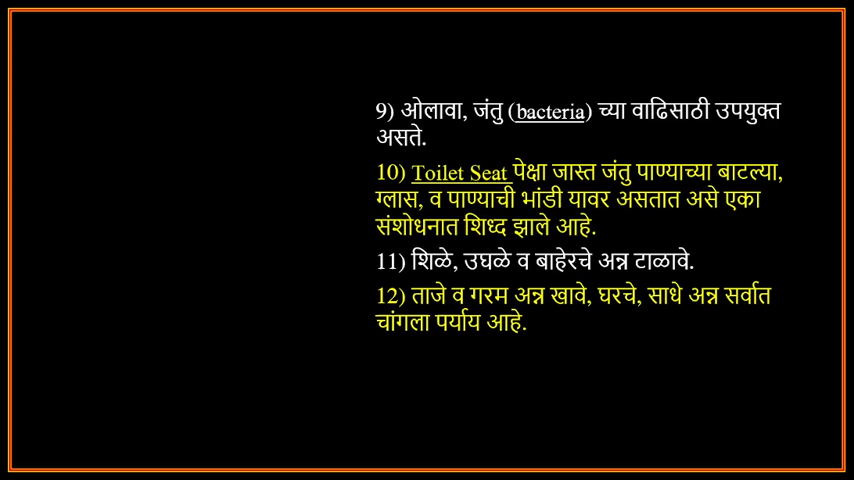 9) ओलावा, जंतु (bacteria) च्या वाढिसाठी उपयुक्त
असते.
10) Toilet Seat पेक्षा जास्त जंतु पाण्याच्या बाटल्या,
ग्लास, व पाण्याची भांडी यावर असतात असे एका
संशोधनात शिध्द झाले आहे.
11) शिळे, उघळे व बाहेरचे अन्न टाळावे.
12) ताजे व गरम अन्न खावे, घरचे, साधे अन्न सर्वात
चांगला पर्याय आहे.